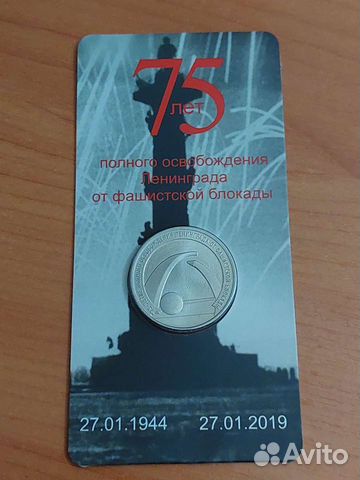 75
лет
полного освобождения
Ленинграда
от фашистской блокады
27.01.1944 27.01.2019
Avito